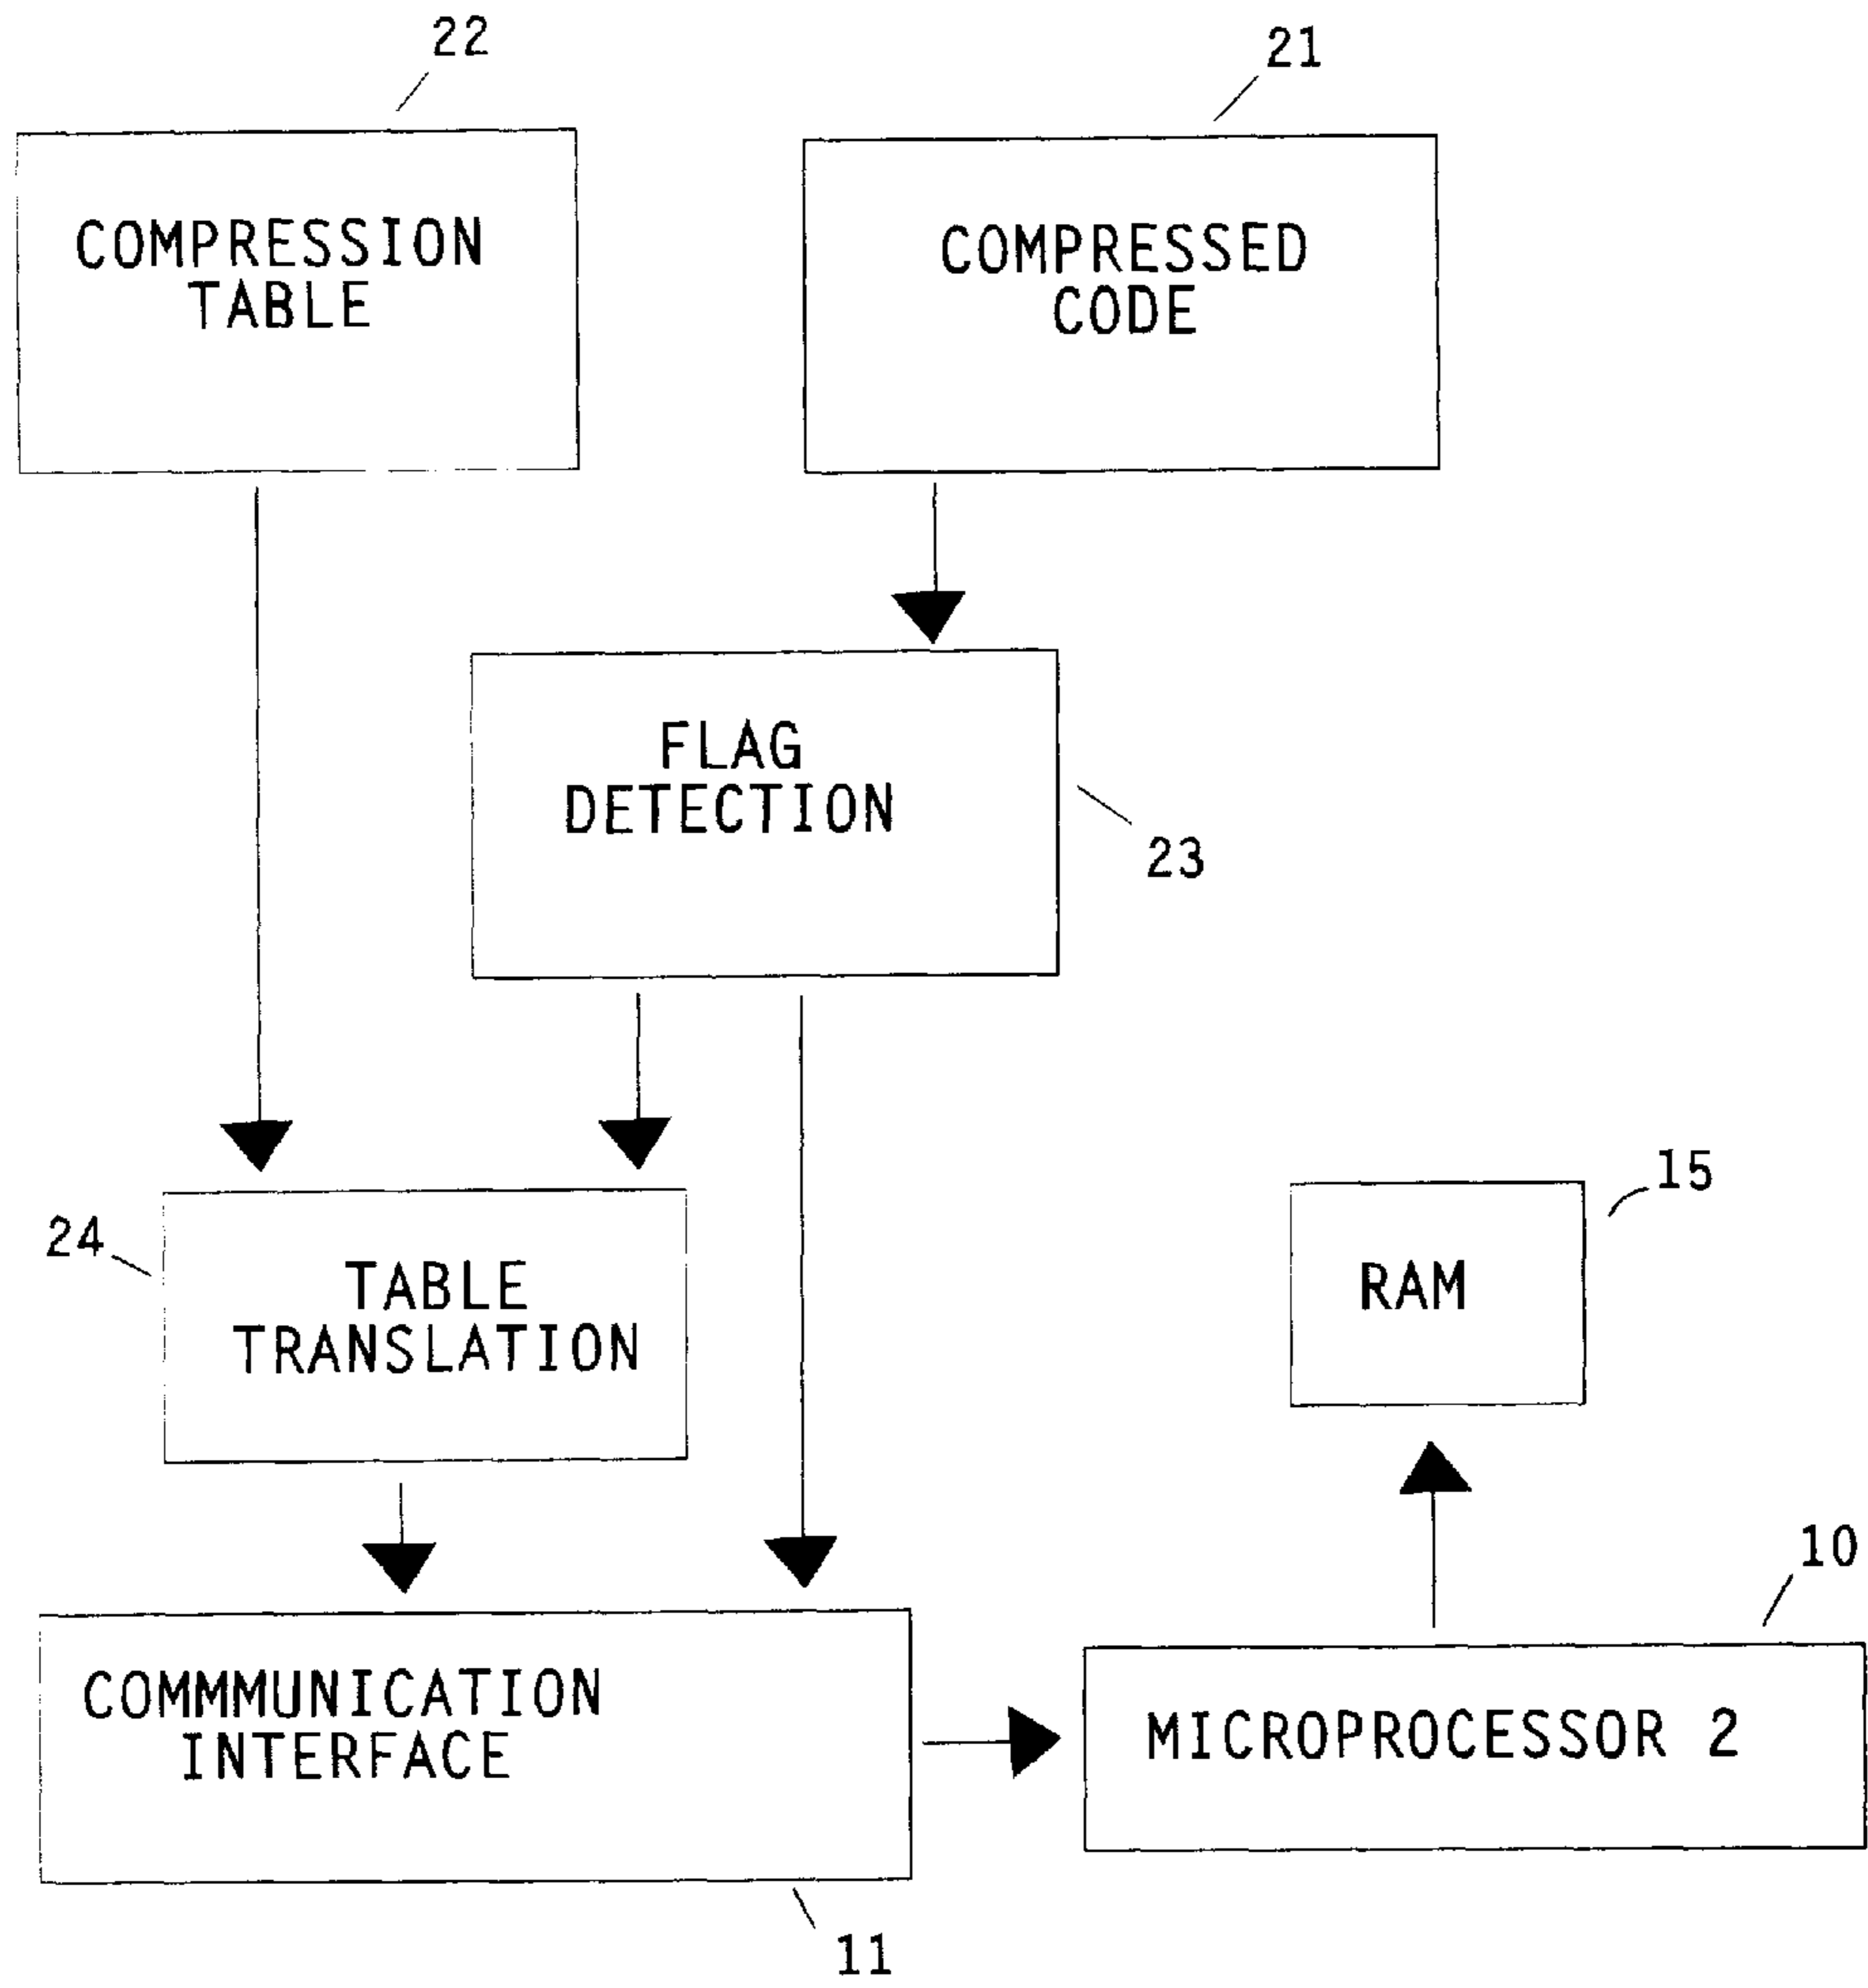 22
21
COMPRESSION
TABLE
COMPRESSED
CODE
FLAG
DETECTION
23
15
24
TABLE
TRANSLATION
RAM
10
COMMMUNICATION
INTERFACE
MICROPROCESSOR 2
11